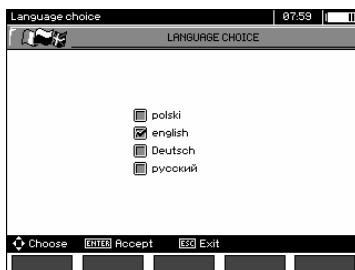 Language choice 07:59
LANGUAGE CHOICE
polski
english
Deutsch
русский
Choose ENTER Accept ESC Exit